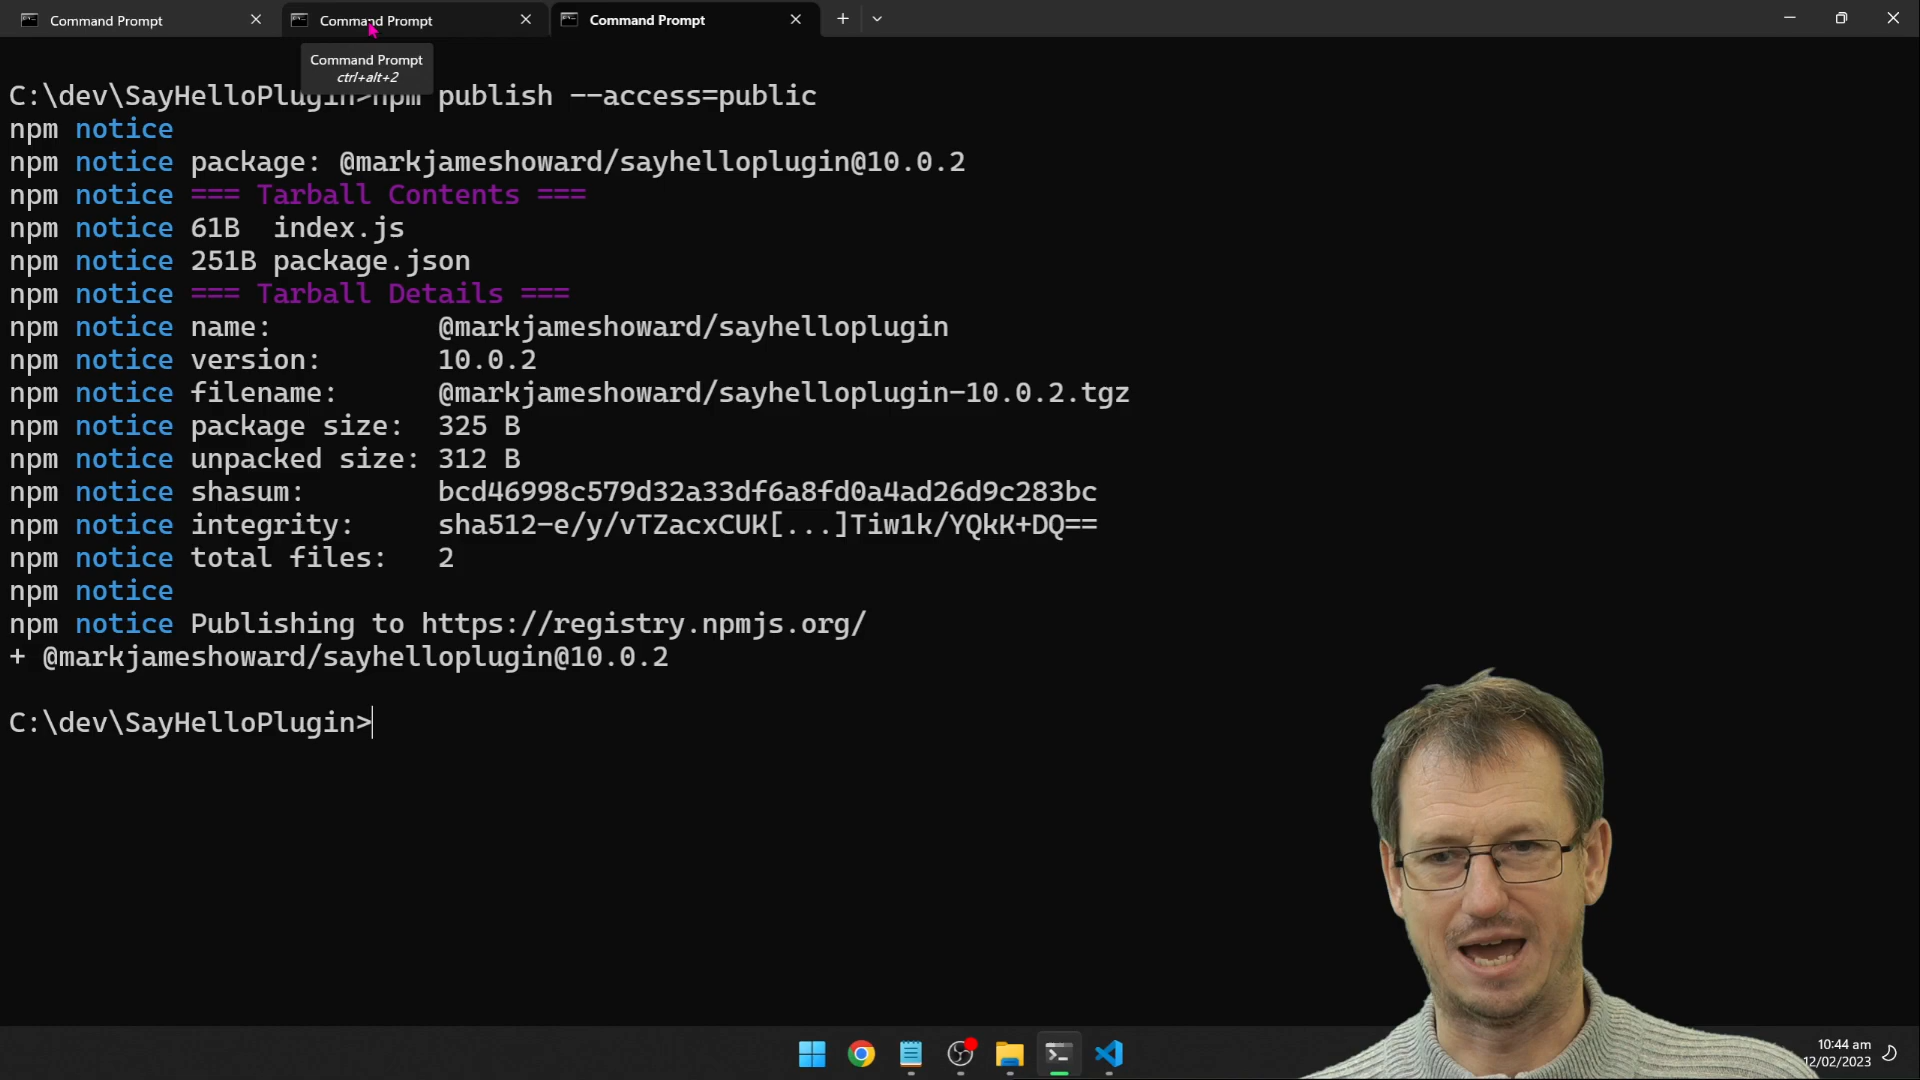 Command Prompt
Command Prompt
Command Prompt
Command Prompt
ctrl+alt+2
C:\dev\SayHelloPlugin>npm publish --access=public
npm notice
npm notice package: @markjameshoward/sayhelloplugin@10.0.2
npm notice === Tarball Contents ===
npm notice 61B  index.js
npm notice 251B package.json
npm notice === Tarball Details ===
npm notice name:          @markjameshoward/sayhelloplugin
npm notice version:       10.0.2
npm notice filename:      @markjameshoward/sayhelloplugin-10.0.2.tgz
npm notice package size:  325 B
npm notice unpacked size: 312 B
npm notice shasum:        bcd46998c579d32a33df6a8fd0a4ad26d9c283bc
npm notice integrity:     sha512-e/y/vTZacxCUK[...]Tiw1k/YQkK+DQ==
npm notice total files:   2
npm notice
npm notice Publishing to https://registry.npmjs.org/
+ @markjameshoward/sayhelloplugin@10.0.2
C:\dev\SayHelloPlugin>
10:44 am
12/02/2023